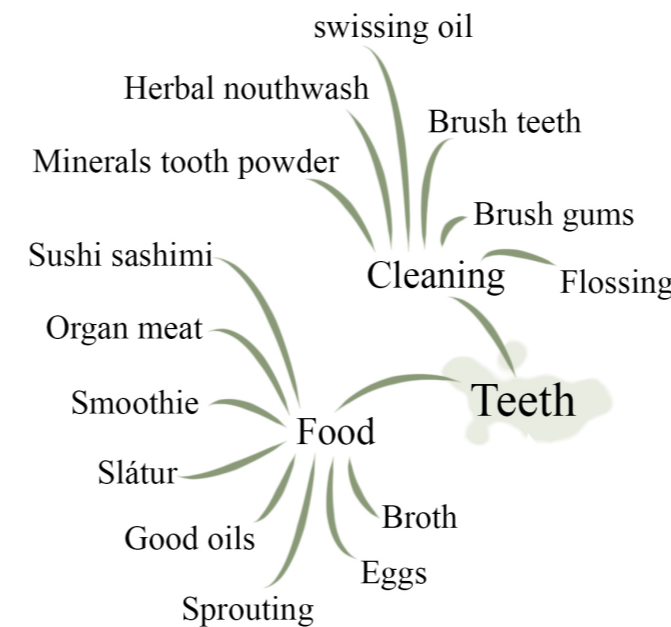 swissing oil
Herbal nouthwash
Brush teeth
Minerals tooth powder
Brush gums
Sushi sashimi
Cleaning
Flossing
Organ meat
Smoothie
Teeth
Food
Slátur
Broth
Good oils
Eggs
Sprouting